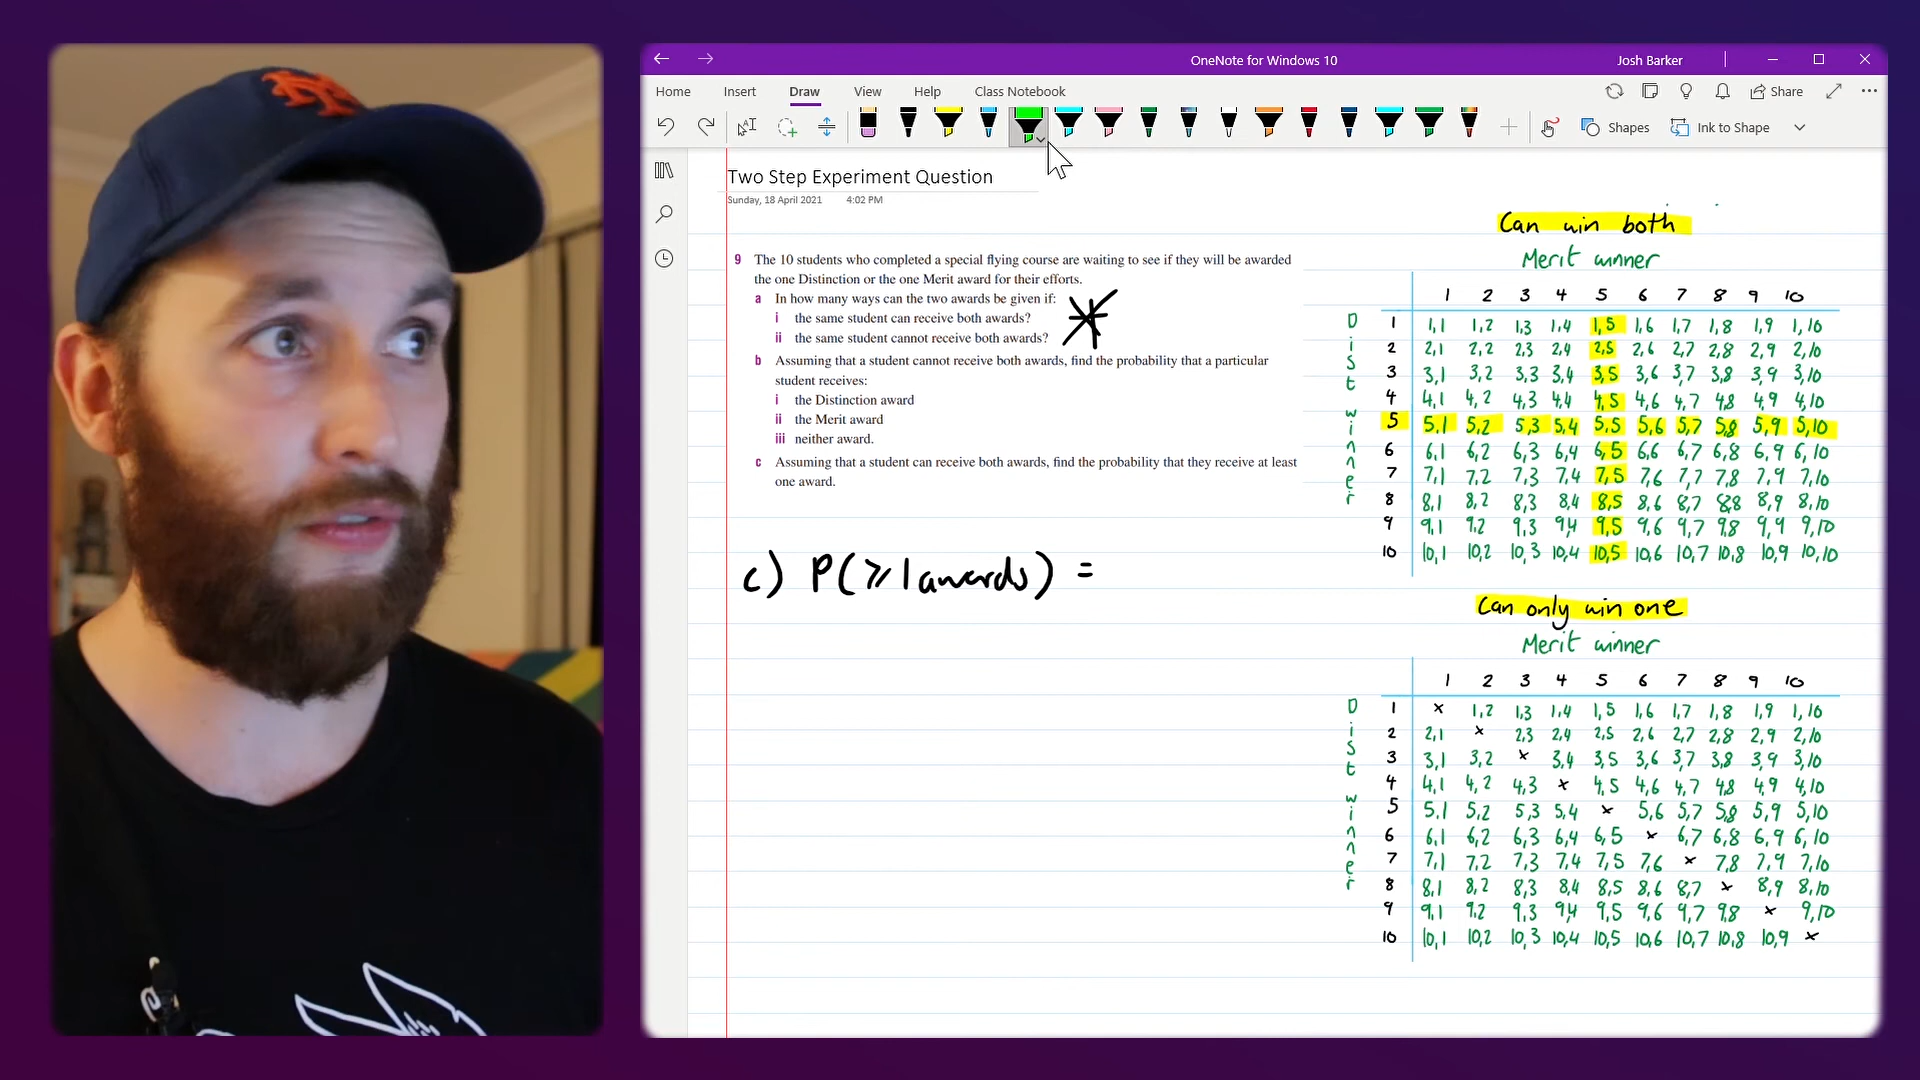 OneNote for Windows 10
Josh Barker
Home Insert Draw View Help Class Notebook
Share
Shapes Ink to Shape
Two Step Experiment Question
Sunday, 18 April 2021 4:02 PM
9 The 10 students who completed a special flying course are waiting to see if they will be awarded
the one Distinction or the one Merit award for their efforts.
a In how many ways can the two awards be given if:
i the same student can receive both awards?
ii the same student cannot receive both awards?
b Assuming that a student cannot receive both awards, find the probability that a particular
student receives:
i the Distinction award
ii the Merit award
iii neither award.
c Assuming that a student can receive both awards, find the probability that they receive at least
one award.
c) P(⩾1 awards) =
Can win both
Merit winner
Dist winner
1 2 3 4 5 6 7 8 9 10
1 1,1 1,2 1,3 1,4 1,5 1,6 1,7 1,8 1,9 1,10
2 2,1 2,2 2,3 2,4 2,5 2,6 2,7 2,8 2,9 2,10
3 3,1 3,2 3,3 3,4 3,5 3,6 3,7 3,8 3,9 3,10
4 4,1 4,2 4,3 4,4 4,5 4,6 4,7 4,8 4,9 4,10
5 5,1 5,2 5,3 5,4 5,5 5,6 5,7 5,8 5,9 5,10
6 6,1 6,2 6,3 6,4 6,5 6,6 6,7 6,8 6,9 6,10
7 7,1 7,2 7,3 7,4 7,5 7,6 7,7 7,8 7,9 7,10
8 8,1 8,2 8,3 8,4 8,5 8,6 8,7 8,8 8,9 8,10
9 9,1 9,2 9,3 9,4 9,5 9,6 9,7 9,8 9,9 9,10
10 10,1 10,2 10,3 10,4 10,5 10,6 10,7 10,8 10,9 10,10
Can only win one
Merit winner
Dist winner
1 2 3 4 5 6 7 8 9 10
1 x 1,2 1,3 1,4 1,5 1,6 1,7 1,8 1,9 1,10
2 2,1 x 2,3 2,4 2,5 2,6 2,7 2,8 2,9 2,10
3 3,1 3,2 x 3,4 3,5 3,6 3,7 3,8 3,9 3,10
4 4,1 4,2 4,3 x 4,5 4,6 4,7 4,8 4,9 4,10
5 5,1 5,2 5,3 5,4 x 5,6 5,7 5,8 5,9 5,10
6 6,1 6,2 6,3 6,4 6,5 x 6,7 6,8 6,9 6,10
7 7,1 7,2 7,3 7,4 7,5 7,6 x 7,8 7,9 7,10
8 8,1 8,2 8,3 8,4 8,5 8,6 8,7 x 8,9 8,10
9 9,1 9,2 9,3 9,4 9,5 9,6 9,7 9,8 x 9,10
10 10,1 10,2 10,3 10,4 10,5 10,6 10,7 10,8 10,9 x
NY